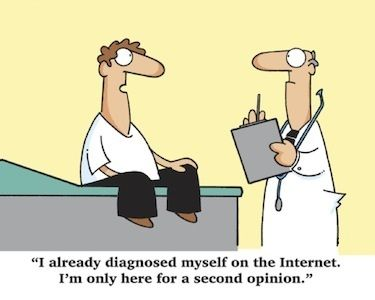 “I already diagnosed myself on the Internet.
I’m only here for a second opinion.”